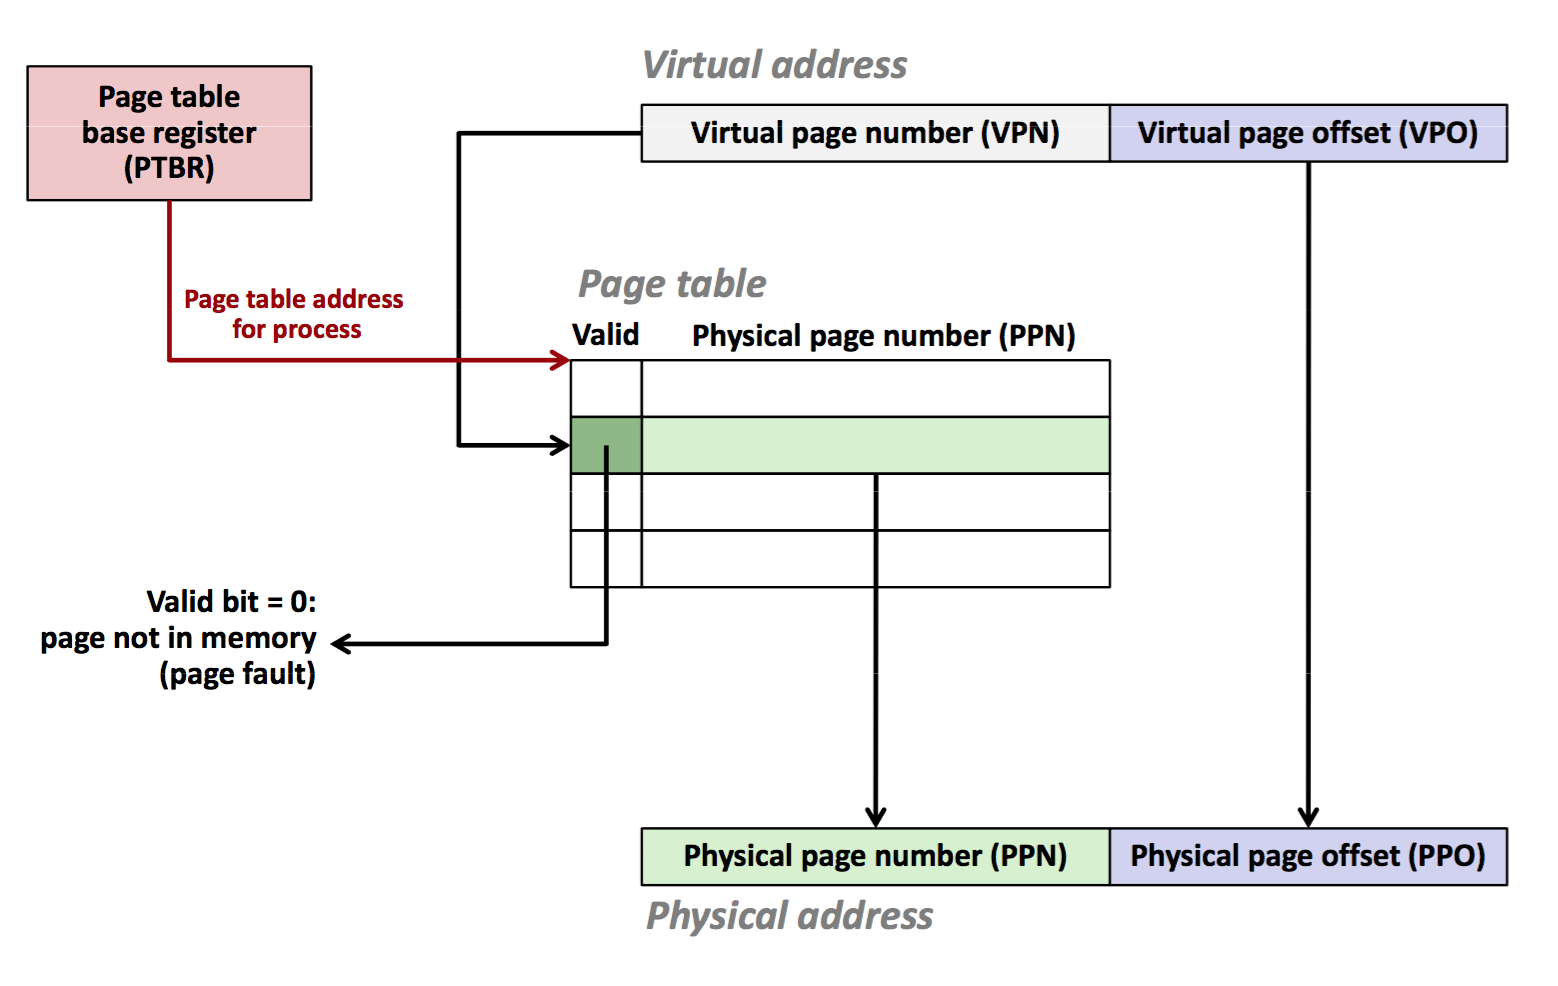 Virtual address
Page table
base register
(PTBR)
Virtual page number (VPN)
Virtual page offset (VPO)
Page table address
for process
Page table
Valid
Physical page number (PPN)
Valid bit = 0:
page not in memory
(page fault)
Physical page number (PPN)
Physical page offset (PPO)
Physical address